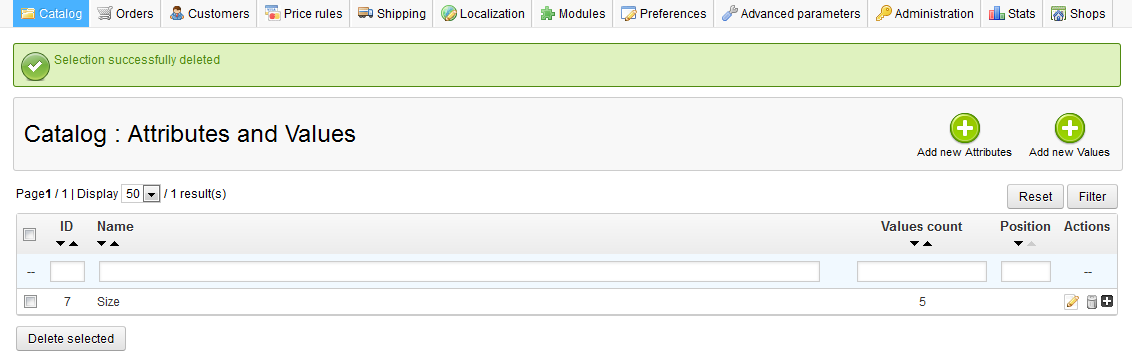 Catalog Orders Customers Price rules Shipping Localization Modules Preferences Advanced parameters Administration Stats Shops
Selection successfully deleted
Catalog : Attributes and Values
Add new Attributes Add new Values
Page1 / 1 | Display 50 / 1 result(s)
Reset Filter
ID Name Values count Position Actions
-- --
7 Size 5
Delete selected